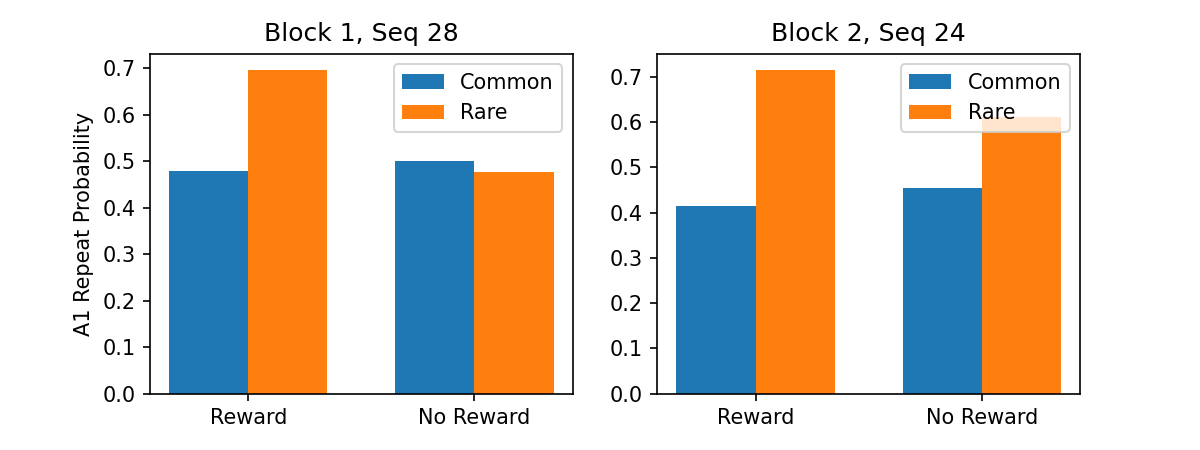 Block 1, Seq 28
A1 Repeat Probability
0.7
0.6
0.5
0.4
0.3
0.2
0.1
0.0
Common
Rare
Reward
No Reward
Block 2, Seq 24
0.7
0.6
0.5
0.4
0.3
0.2
0.1
0.0
Common
Rare
Reward
No Reward